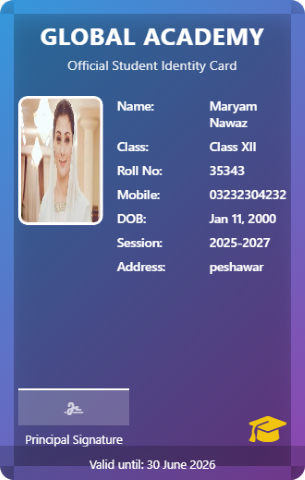 GLOBAL ACADEMY
Official Student Identity Card
Name: Maryam
Nawaz
Class: Class XII
Roll No: 35343
Mobile: 03232304232
DOB: Jan 11, 2000
Session: 2025-2027
Address: peshawar
Principal Signature
Valid until: 30 June 2026